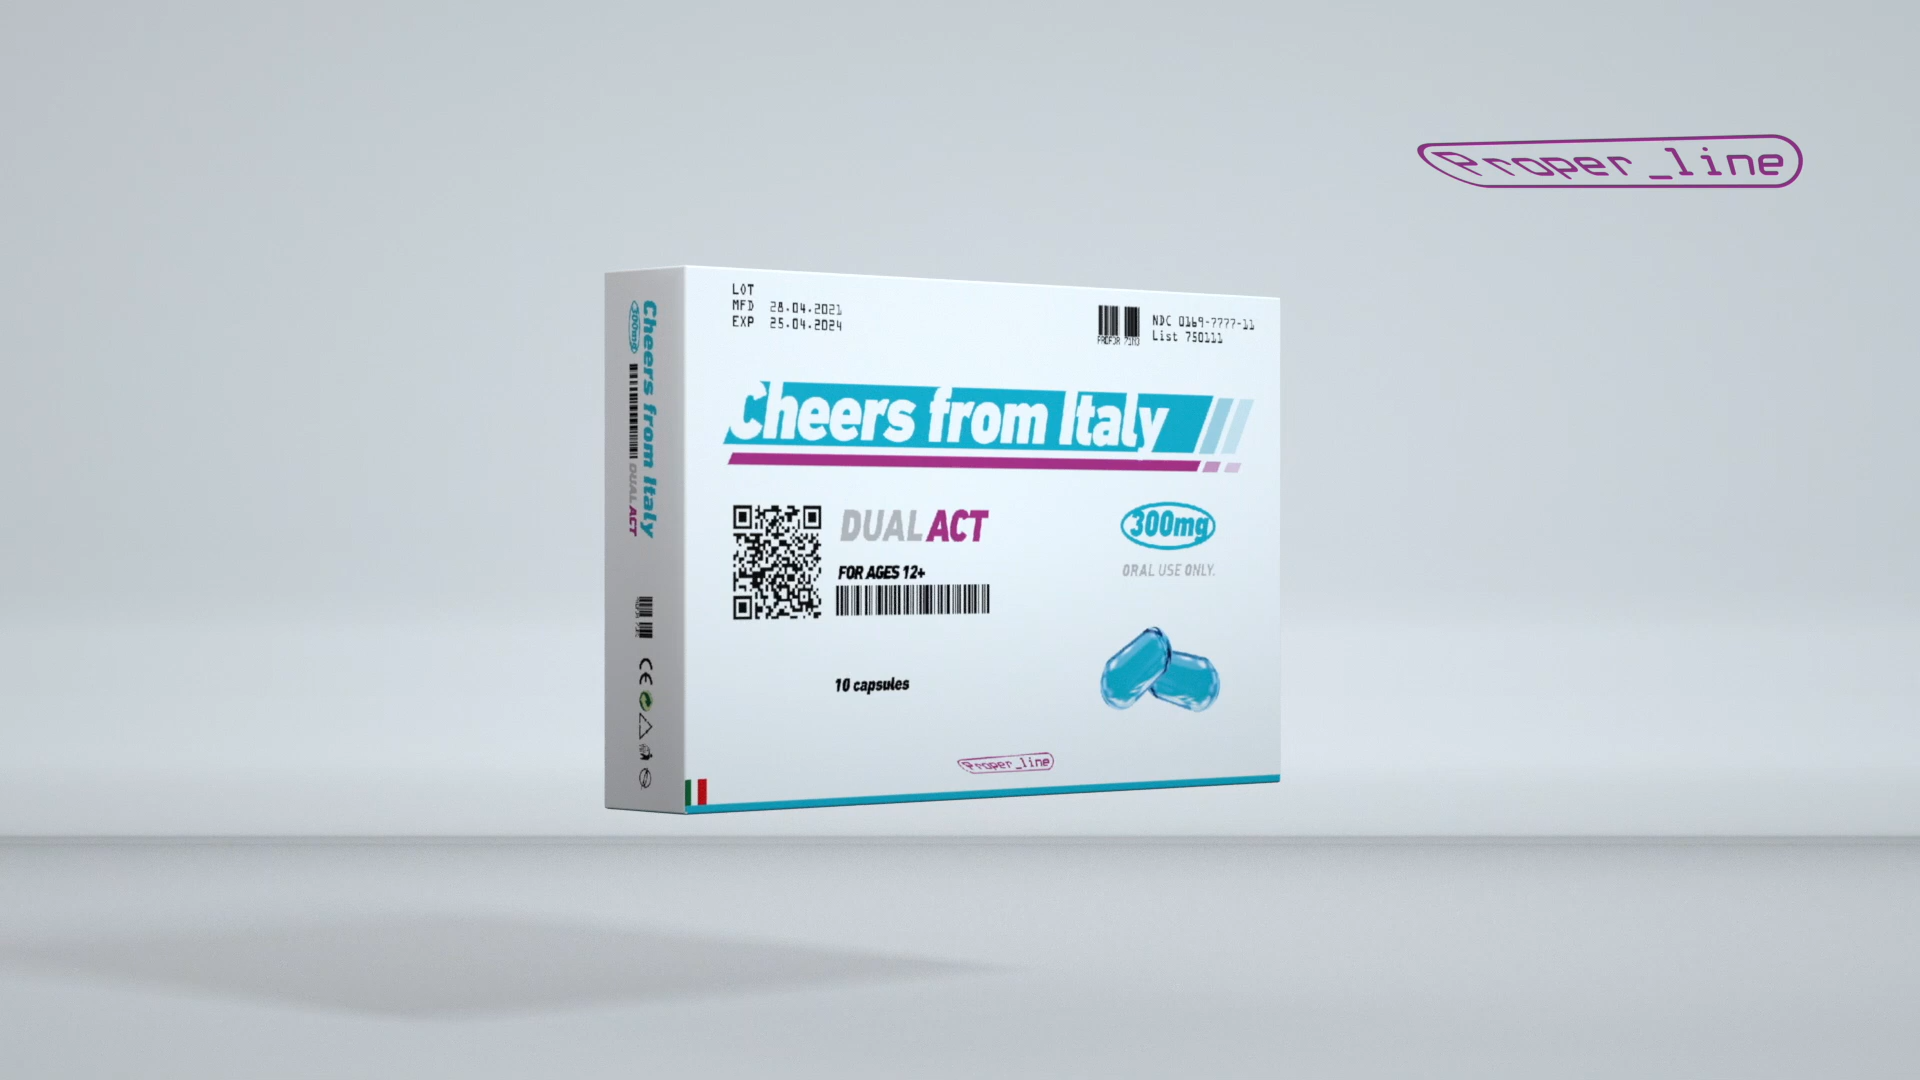 Proper_line
LOT
MFD 28.04.2021
EXP 25.04.2024
NDC 0169-7777-11
List 750111
Cheers from Italy
DUAL ACT
FOR AGES 12+
300mg
ORAL USE ONLY.
10 capsules
Proper_line
Cheers from Italy
300mg
DUAL ACT
CE